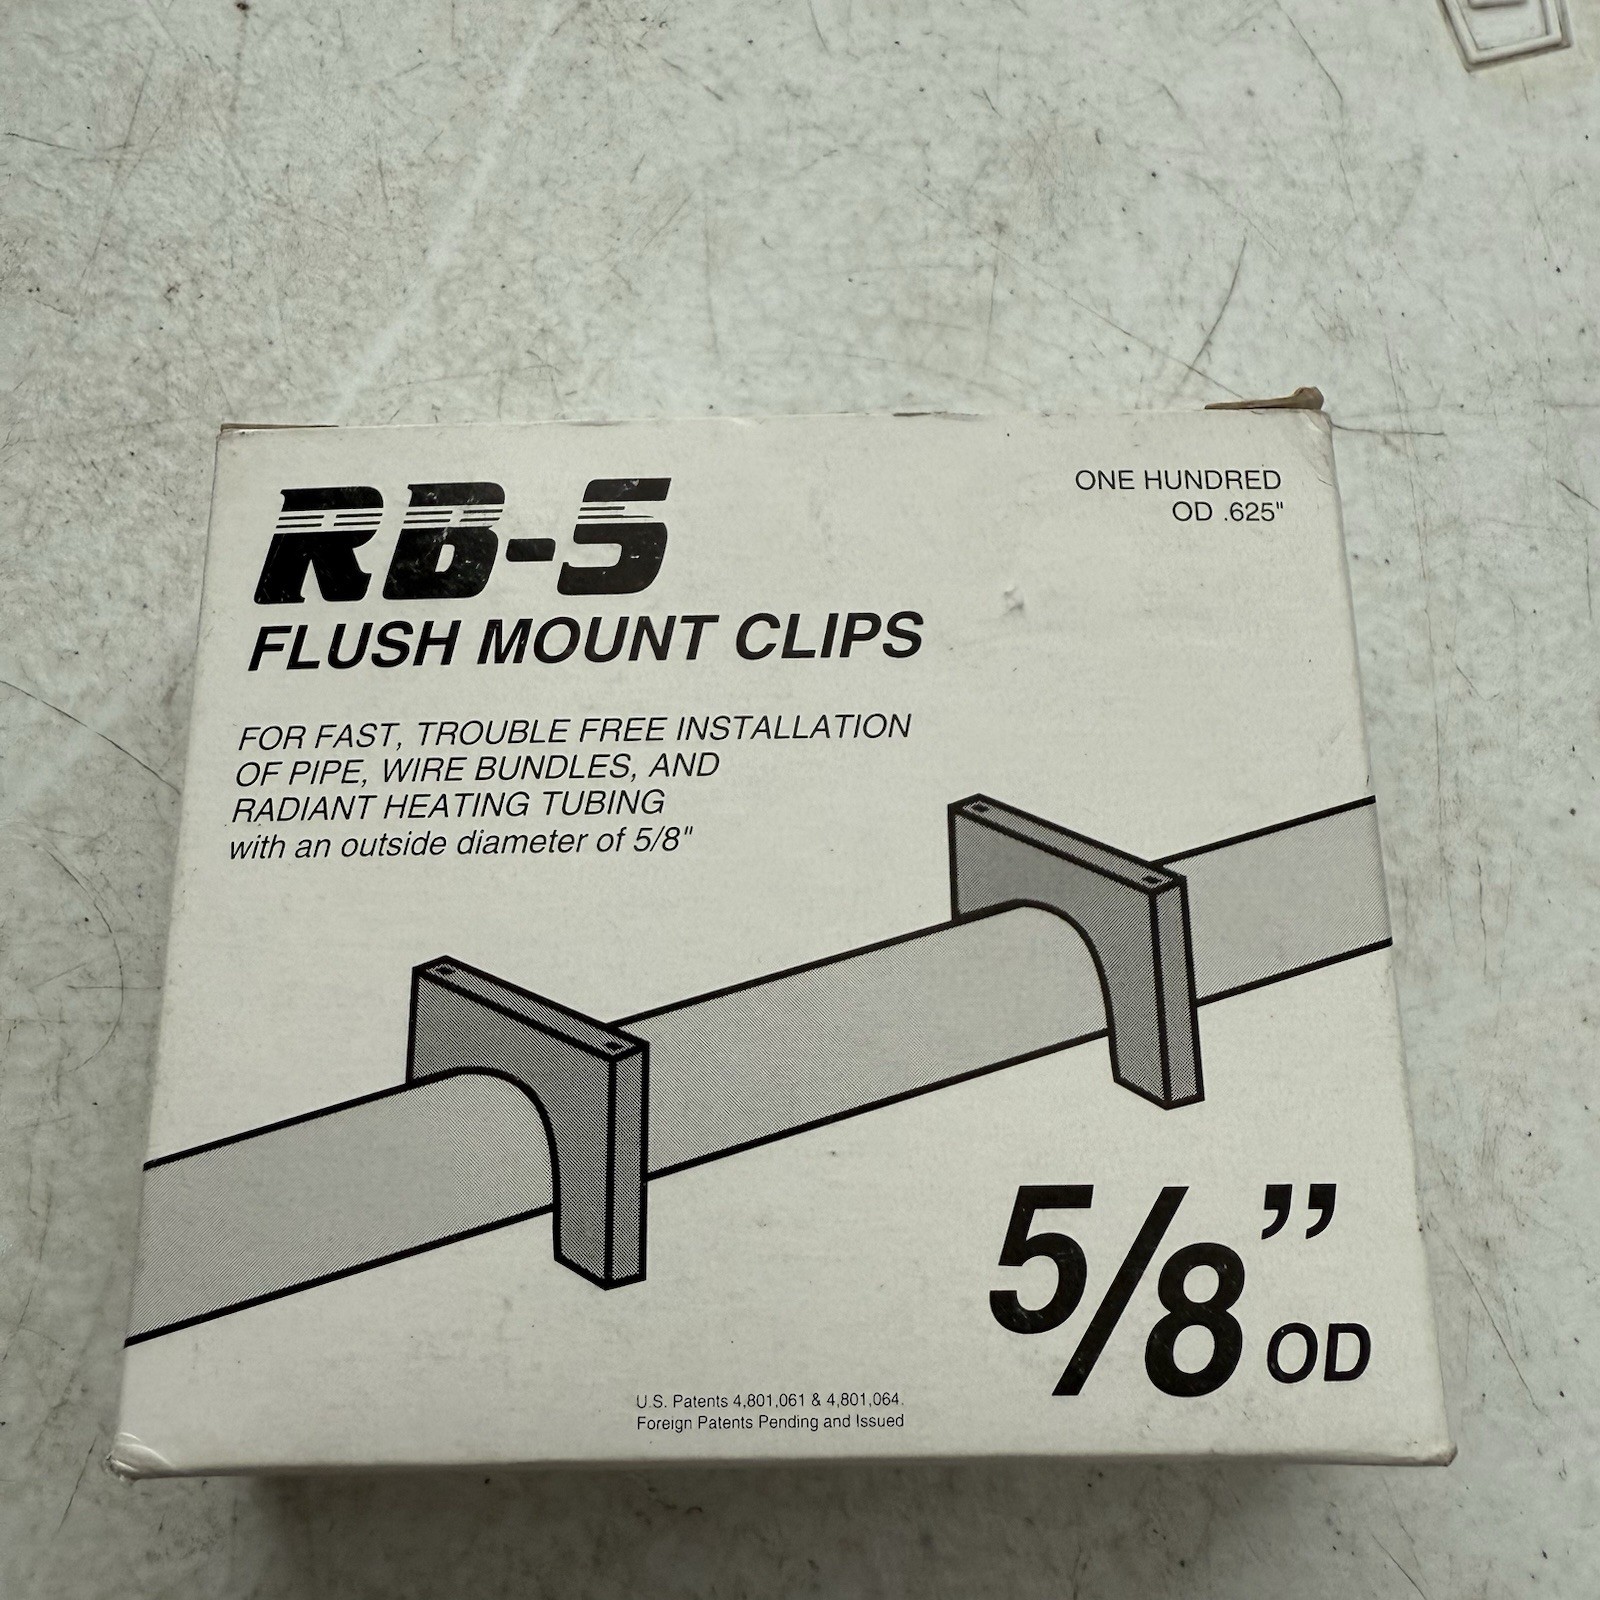 RB-5
ONE HUNDRED
OD .625"
FLUSH MOUNT CLIPS
FOR FAST, TROUBLE FREE INSTALLATION
OF PIPE, WIRE BUNDLES, AND
RADIANT HEATING TUBING
with an outside diameter of 5/8"
5/8” OD
U.S. Patents 4,801,061 & 4,801,064.
Foreign Patents Pending and Issued